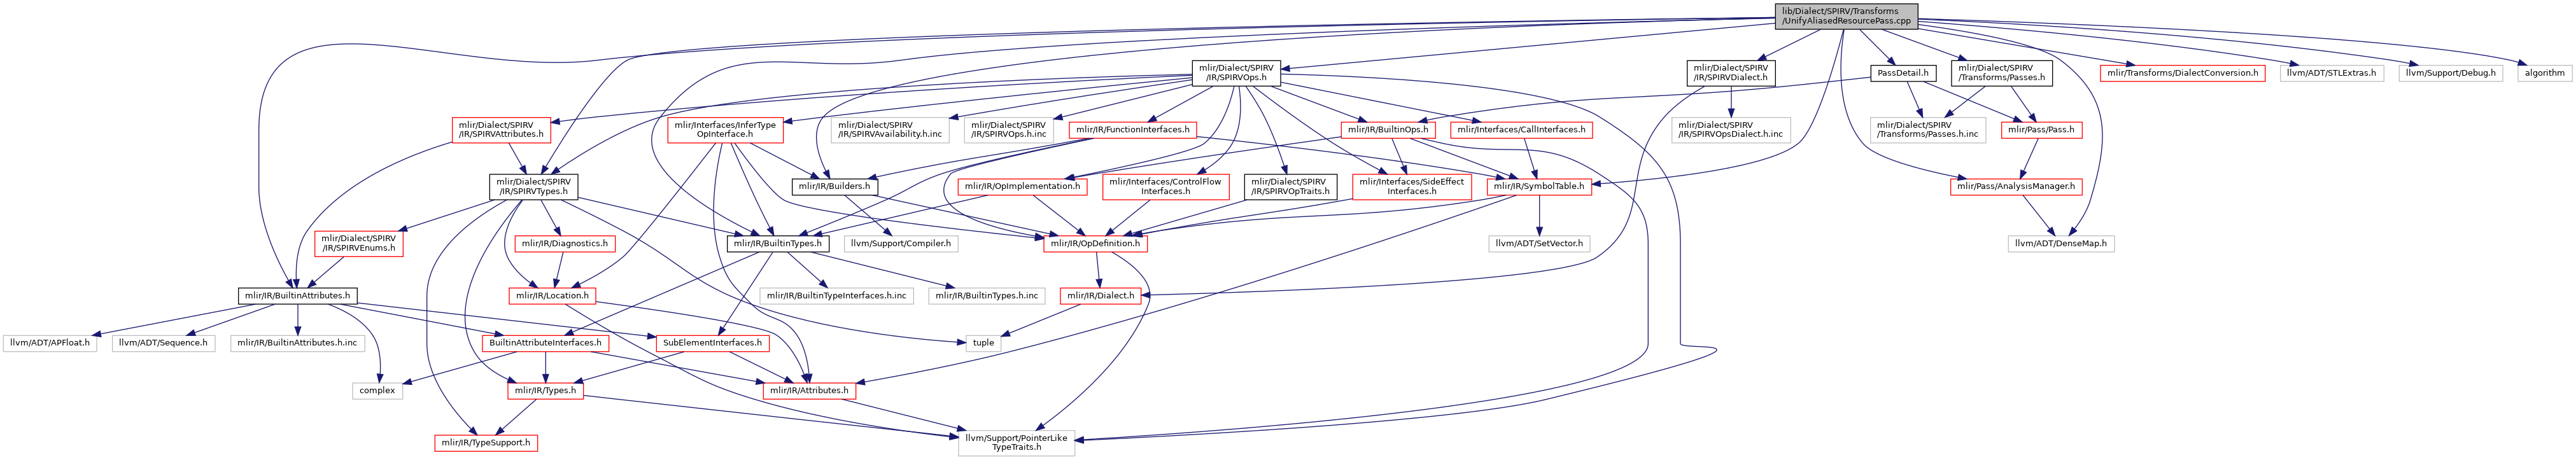 lib/Dialect/SPIRV/Transforms
/UnifyAliasedResourcePass.cpp
mlir/Dialect/SPIRV
/IR/SPIRVOps.h
mlir/Dialect/SPIRV
/IR/SPIRVDialect.h
PassDetail.h
mlir/Dialect/SPIRV
/Transforms/Passes.h
mlir/Transforms/DialectConversion.h
llvm/ADT/STLExtras.h
llvm/Support/Debug.h
algorithm
mlir/Dialect/SPIRV
/IR/SPIRVAttributes.h
mlir/Interfaces/InferType
OpInterface.h
mlir/Dialect/SPIRV
/IR/SPIRVAvailability.h.inc
mlir/Dialect/SPIRV
/IR/SPIRVOps.h.inc
mlir/IR/FunctionInterfaces.h
mlir/IR/BuiltinOps.h
mlir/Interfaces/CallInterfaces.h
mlir/Dialect/SPIRV
/IR/SPIRVOpsDialect.h.inc
mlir/Dialect/SPIRV
/Transforms/Passes.h.inc
mlir/Pass/Pass.h
mlir/Dialect/SPIRV
/IR/SPIRVTypes.h
mlir/IR/Builders.h
mlir/IR/OpImplementation.h
mlir/Interfaces/ControlFlow
Interfaces.h
mlir/Dialect/SPIRV
/IR/SPIRVOpTraits.h
mlir/Interfaces/SideEffect
Interfaces.h
mlir/IR/SymbolTable.h
mlir/Pass/AnalysisManager.h
mlir/Dialect/SPIRV
/IR/SPIRVEnums.h
mlir/IR/Diagnostics.h
mlir/IR/BuiltinTypes.h
llvm/Support/Compiler.h
mlir/IR/OpDefinition.h
llvm/ADT/SetVector.h
llvm/ADT/DenseMap.h
mlir/IR/BuiltinAttributes.h
mlir/IR/Location.h
mlir/IR/BuiltinTypeInterfaces.h.inc
mlir/IR/BuiltinTypes.h.inc
mlir/IR/Dialect.h
llvm/ADT/APFloat.h
llvm/ADT/Sequence.h
mlir/IR/BuiltinAttributes.h.inc
BuiltinAttributeInterfaces.h
SubElementInterfaces.h
tuple
complex
mlir/IR/Types.h
mlir/IR/Attributes.h
mlir/IR/TypeSupport.h
llvm/Support/PointerLike
TypeTraits.h